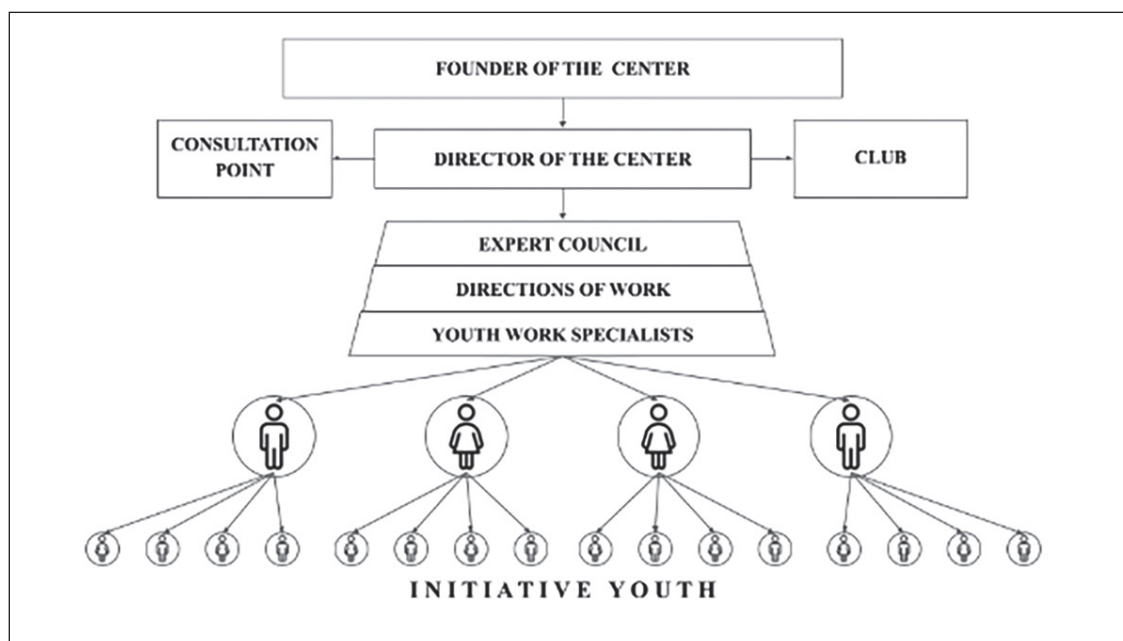 FOUNDER OF THE CENTER
CONSULTATION
POINT
DIRECTOR OF THE CENTER
CLUB
EXPERT COUNCIL
DIRECTIONS OF WORK
YOUTH WORK SPECIALISTS
INITIATIVE YOUTH